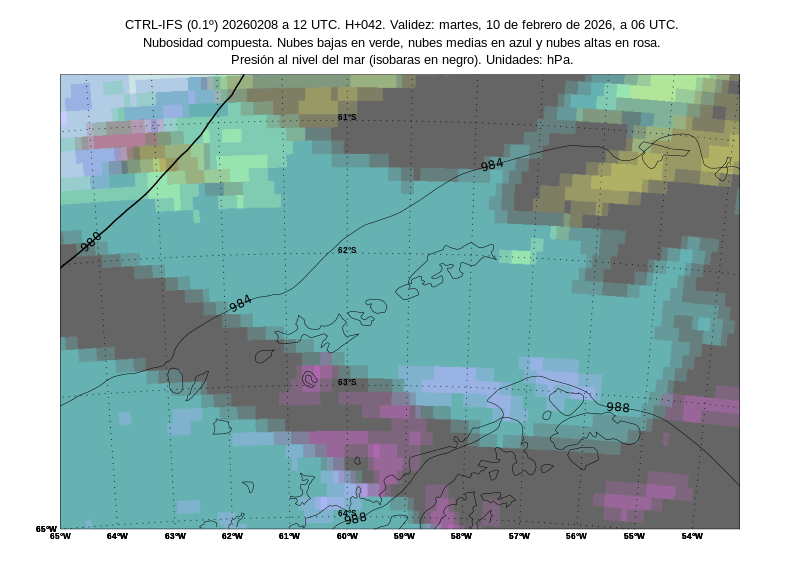 CTRL-IFS (0.1º) 20260208 a 12 UTC. H+042. Validez: martes, 10 de febrero de 2026, a 06 UTC.
Nubosidad compuesta. Nubes bajas en verde, nubes medias en azul y nubes altas en rosa.
Presión al nivel del mar (isobaras en negro). Unidades: hPa.
61°S
984
980
62°S
984
63°S
988
64°S
988
65°W
65°W
64°W
63°W
62°W
61°W
60°W
59°W
58°W
57°W
56°W
55°W
54°W